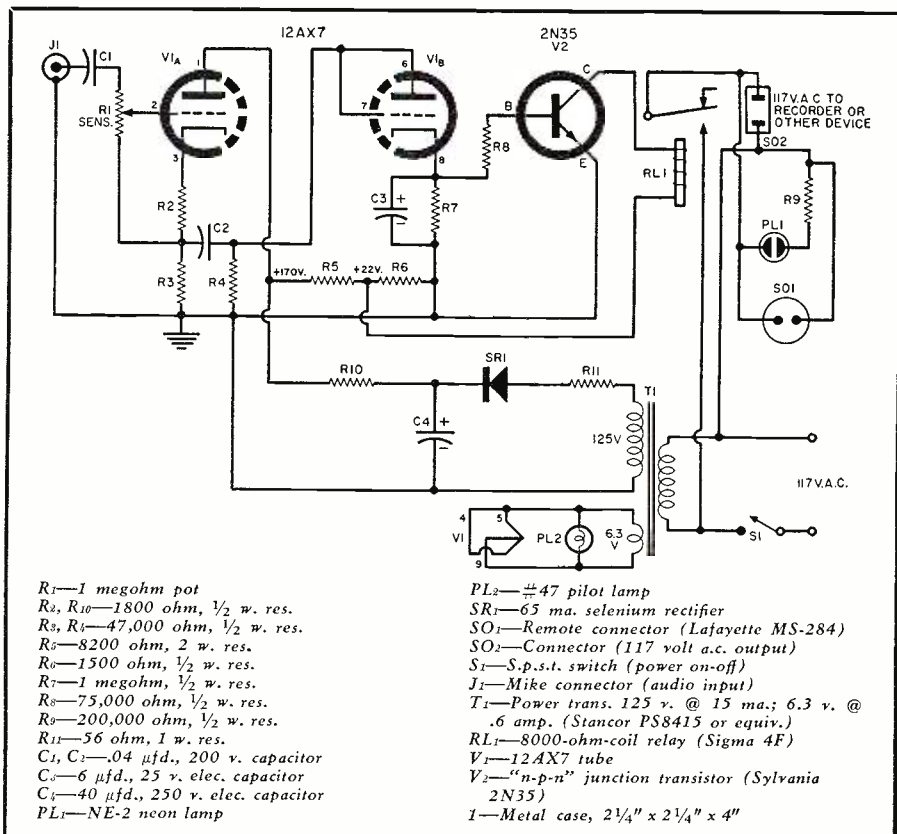 12AX7
2N35
V2
J1
C1
V1A
1
2
3
R1
SENS.
V1B
6
7
8
B
C
E
R8
117V.A.C TO
RECORDER OR
OTHER DEVICE
SO2
RL1
R9
PL1
SO1
R2
C2
C3
+
-
R7
R3
R4
+170V.
R5
+22V.
R6
R10
SR1
R11
T1
C4
+
-
125V
117V.A.C.
S1
4
5
V1
9
PL2
6.3
V
R1—1 megohm pot
R2, R10—1800 ohm, 1/2 w. res.
R3, R4—47,000 ohm, 1/2 w. res.
R5—8200 ohm, 2 w. res.
R6—1500 ohm, 1/2 w. res.
R7—1 megohm, 1/2 w. res.
R8—75,000 ohm, 1/2 w. res.
R9—200,000 ohm, 1/2 w. res.
R11—56 ohm, 1 w. res.
C1, C2—.04 μfd., 200 v. capacitor
C3—6 μfd., 25 v. elec. capacitor
C4—40 μfd., 250 v. elec. capacitor
PL1—NE-2 neon lamp
PL2—#47 pilot lamp
SR1—65 ma. selenium rectifier
SO1—Remote connector (Lafayette MS-284)
SO2—Connector (117 volt a.c. output)
S1—S.p.s.t. switch (power on-off)
J1—Mike connector (audio input)
T1—Power trans. 125 v. @ 15 ma.; 6.3 v. @
.6 amp. (Stancor PS8415 or equiv.)
RL1—8000-ohm-coil relay (Sigma 4F)
V1—12AX7 tube
V2—"n-p-n" junction transistor (Sylvania
2N35)
1—Metal case, 2 1/4" x 2 1/4" x 4"